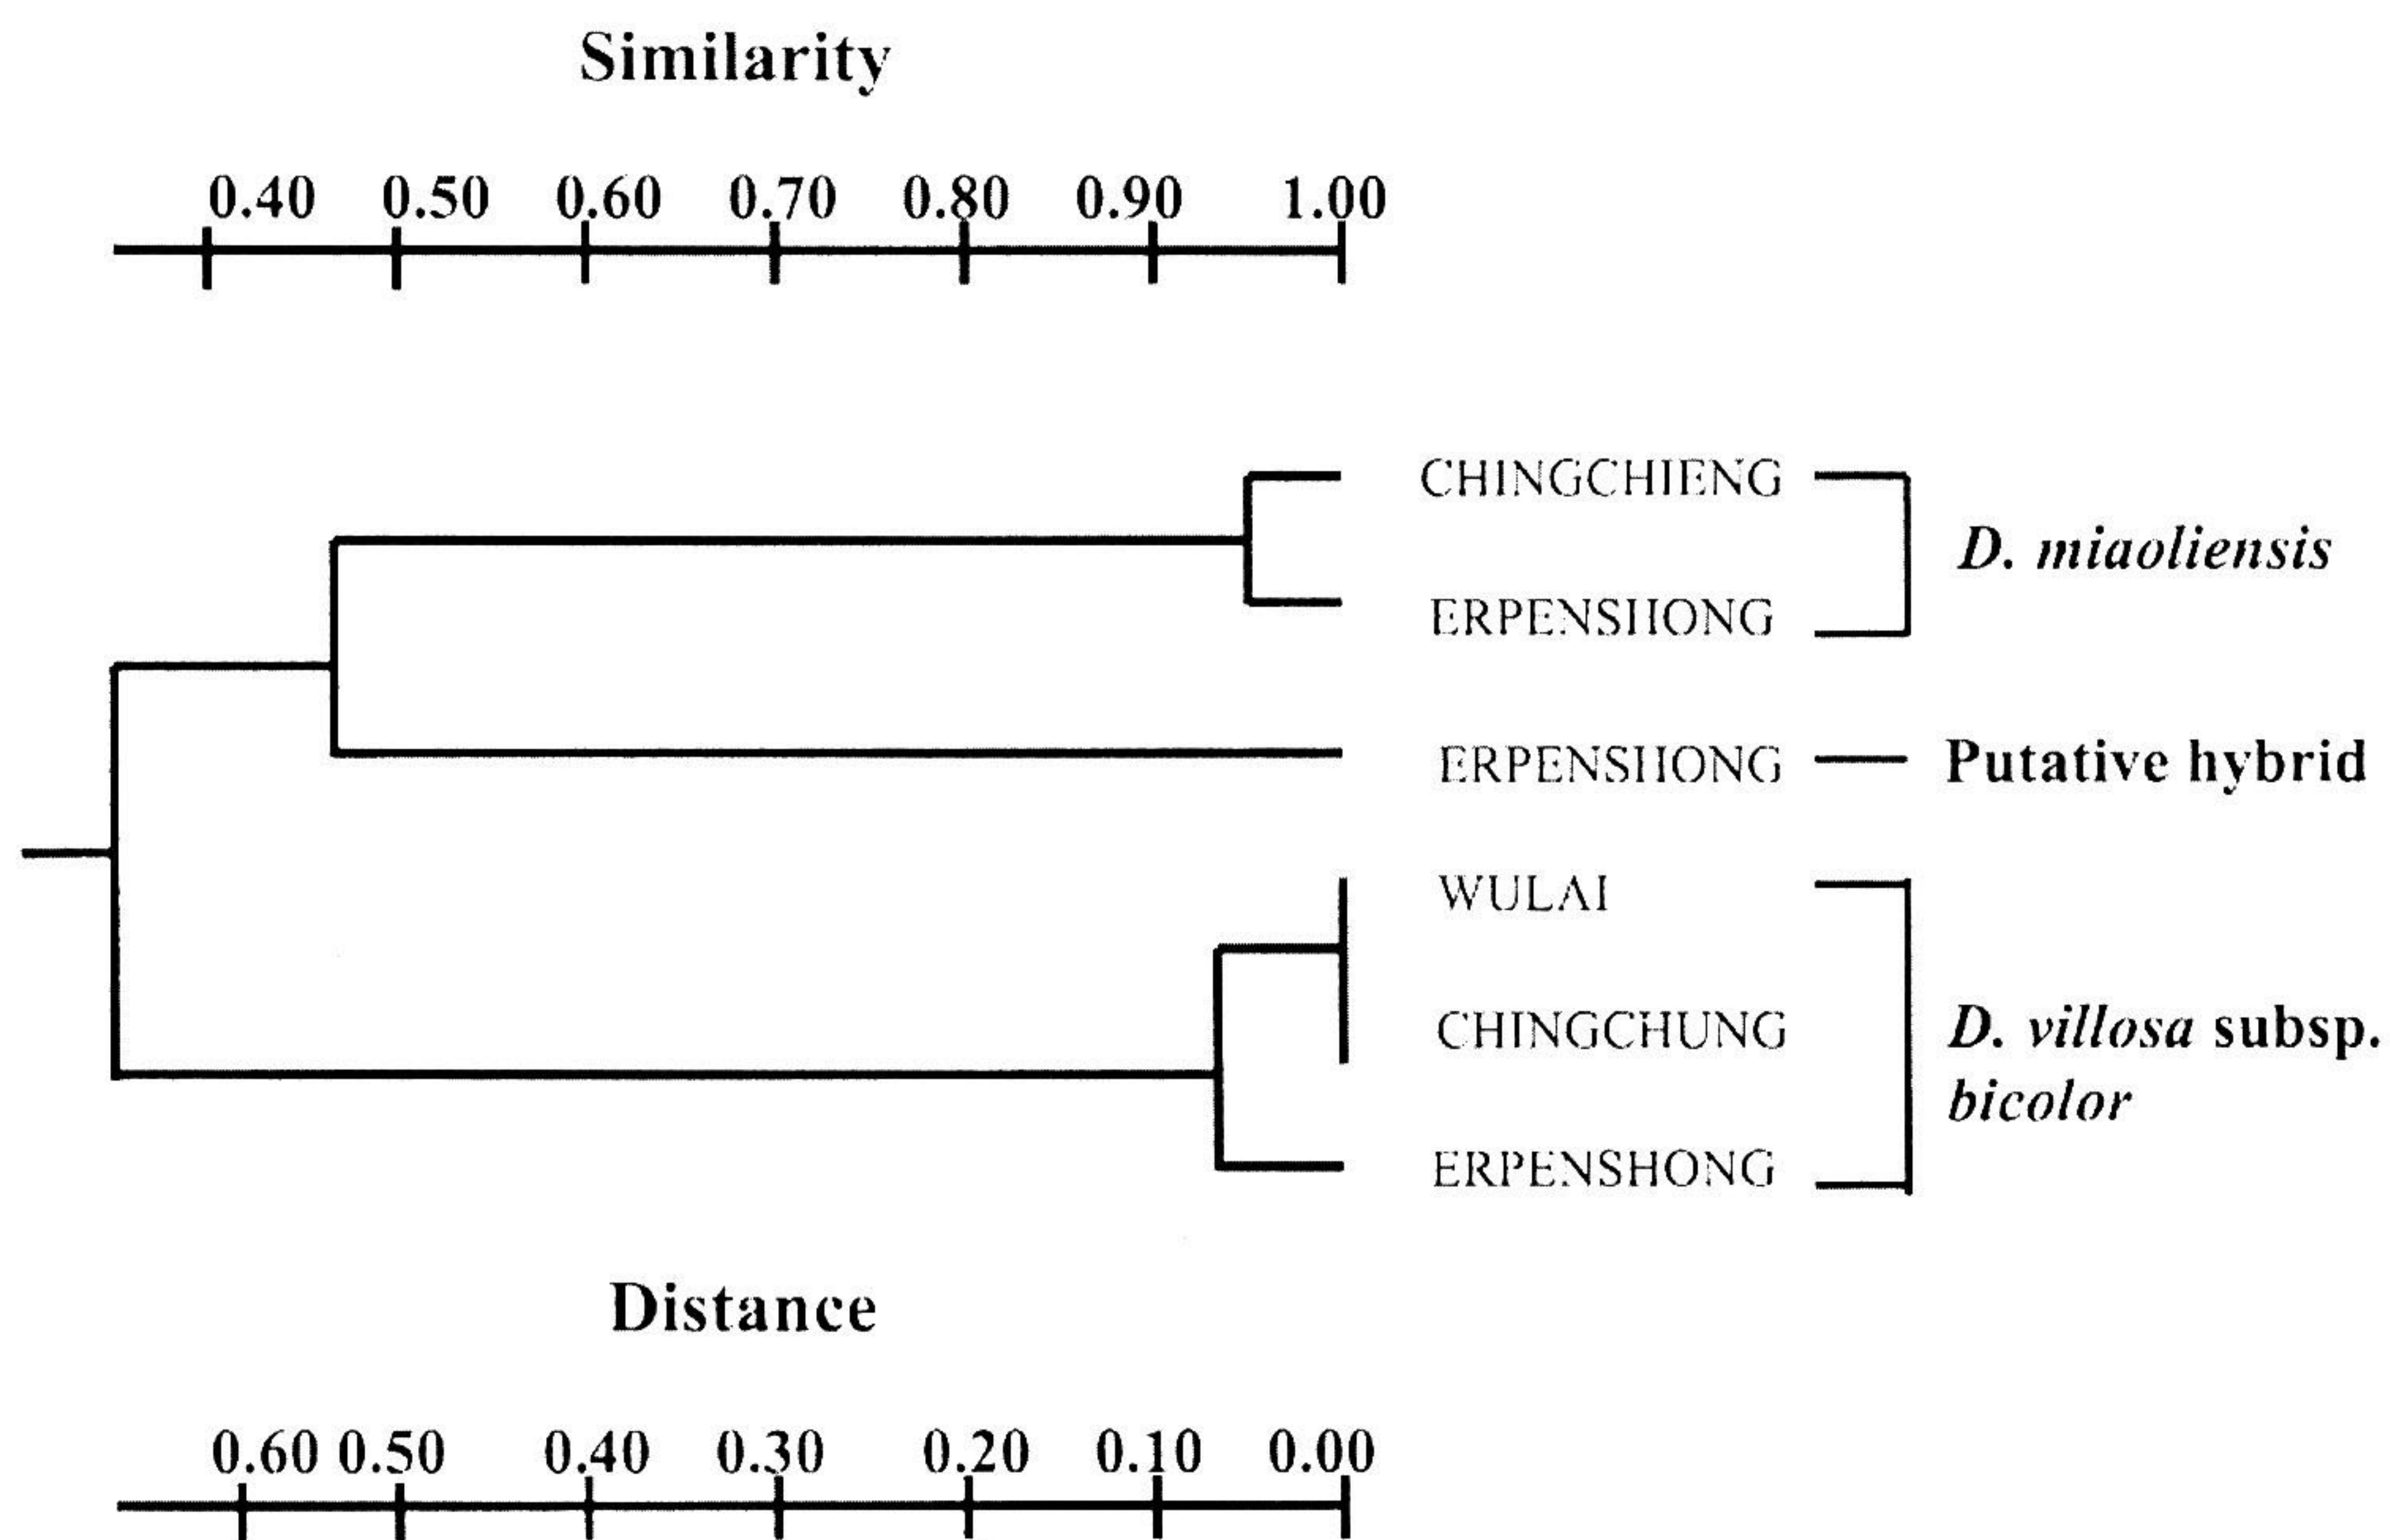 Similarity
0.40 0.50 0.60 0.70 0.80 0.90 1.00
CHINGCHIENG
D. miaoliensis
ERPENSHONG
ERPENSHONG
Putative hybrid
WULAI
CHINGCHUNG
D. villosa subsp.
bicolor
ERPENSHONG
Distance
0.60 0.50 0.40 0.30 0.20 0.10 0.00